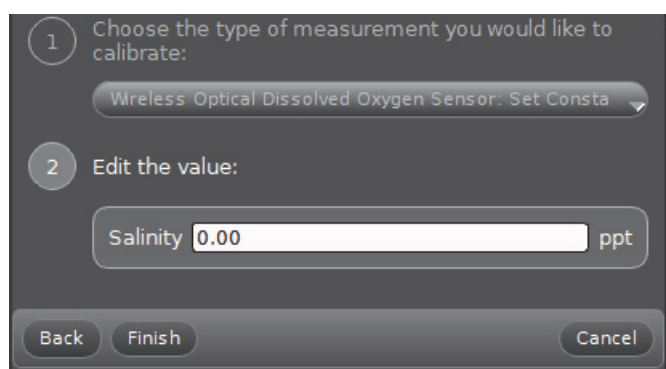 1
Choose the type of measurement you would like to
calibrate:
Wireless Optical Dissolved Oxygen Sensor: Set Consta
2
Edit the value:
Salinity 0.00 ppt
Back Finish Cancel